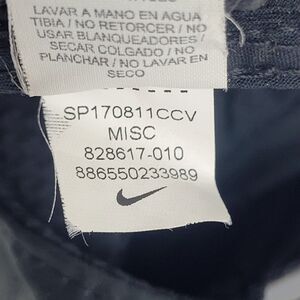 LAVAR A MANO EN AGUA
TIBIA / NO RETORCER / NO
USAR BLANQUEADORES /
SECAR COLGADO / NO
PLANCHAR / NO LAVAR EN
SECO
SP170811CCV
MISC
828617-010
886550233989